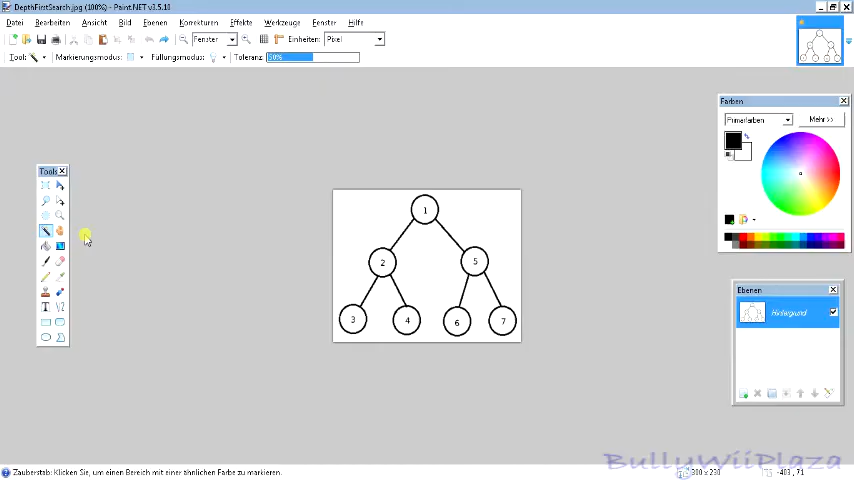 DepthFirstSearch.jpg (100%) - Paint.NET v3.5.10
Datei Bearbeiten Ansicht Bild Ebenen Korrekturen Effekte Werkzeuge Fenster Hilfe
Fenster Einheiten: Pixel
Tool: Markierungsmodus: Füllungsmodus: Toleranz: 50%
Farben
Primärfarben Mehr >>
Tools
1
2 5
3 4 6 7
Ebenen
Hintergrund
BullyWiiPlaza
Zauberstab: Klicken Sie, um einen Bereich mit einer ähnlichen Farbe zu markieren. 300 x 230 -403, 71